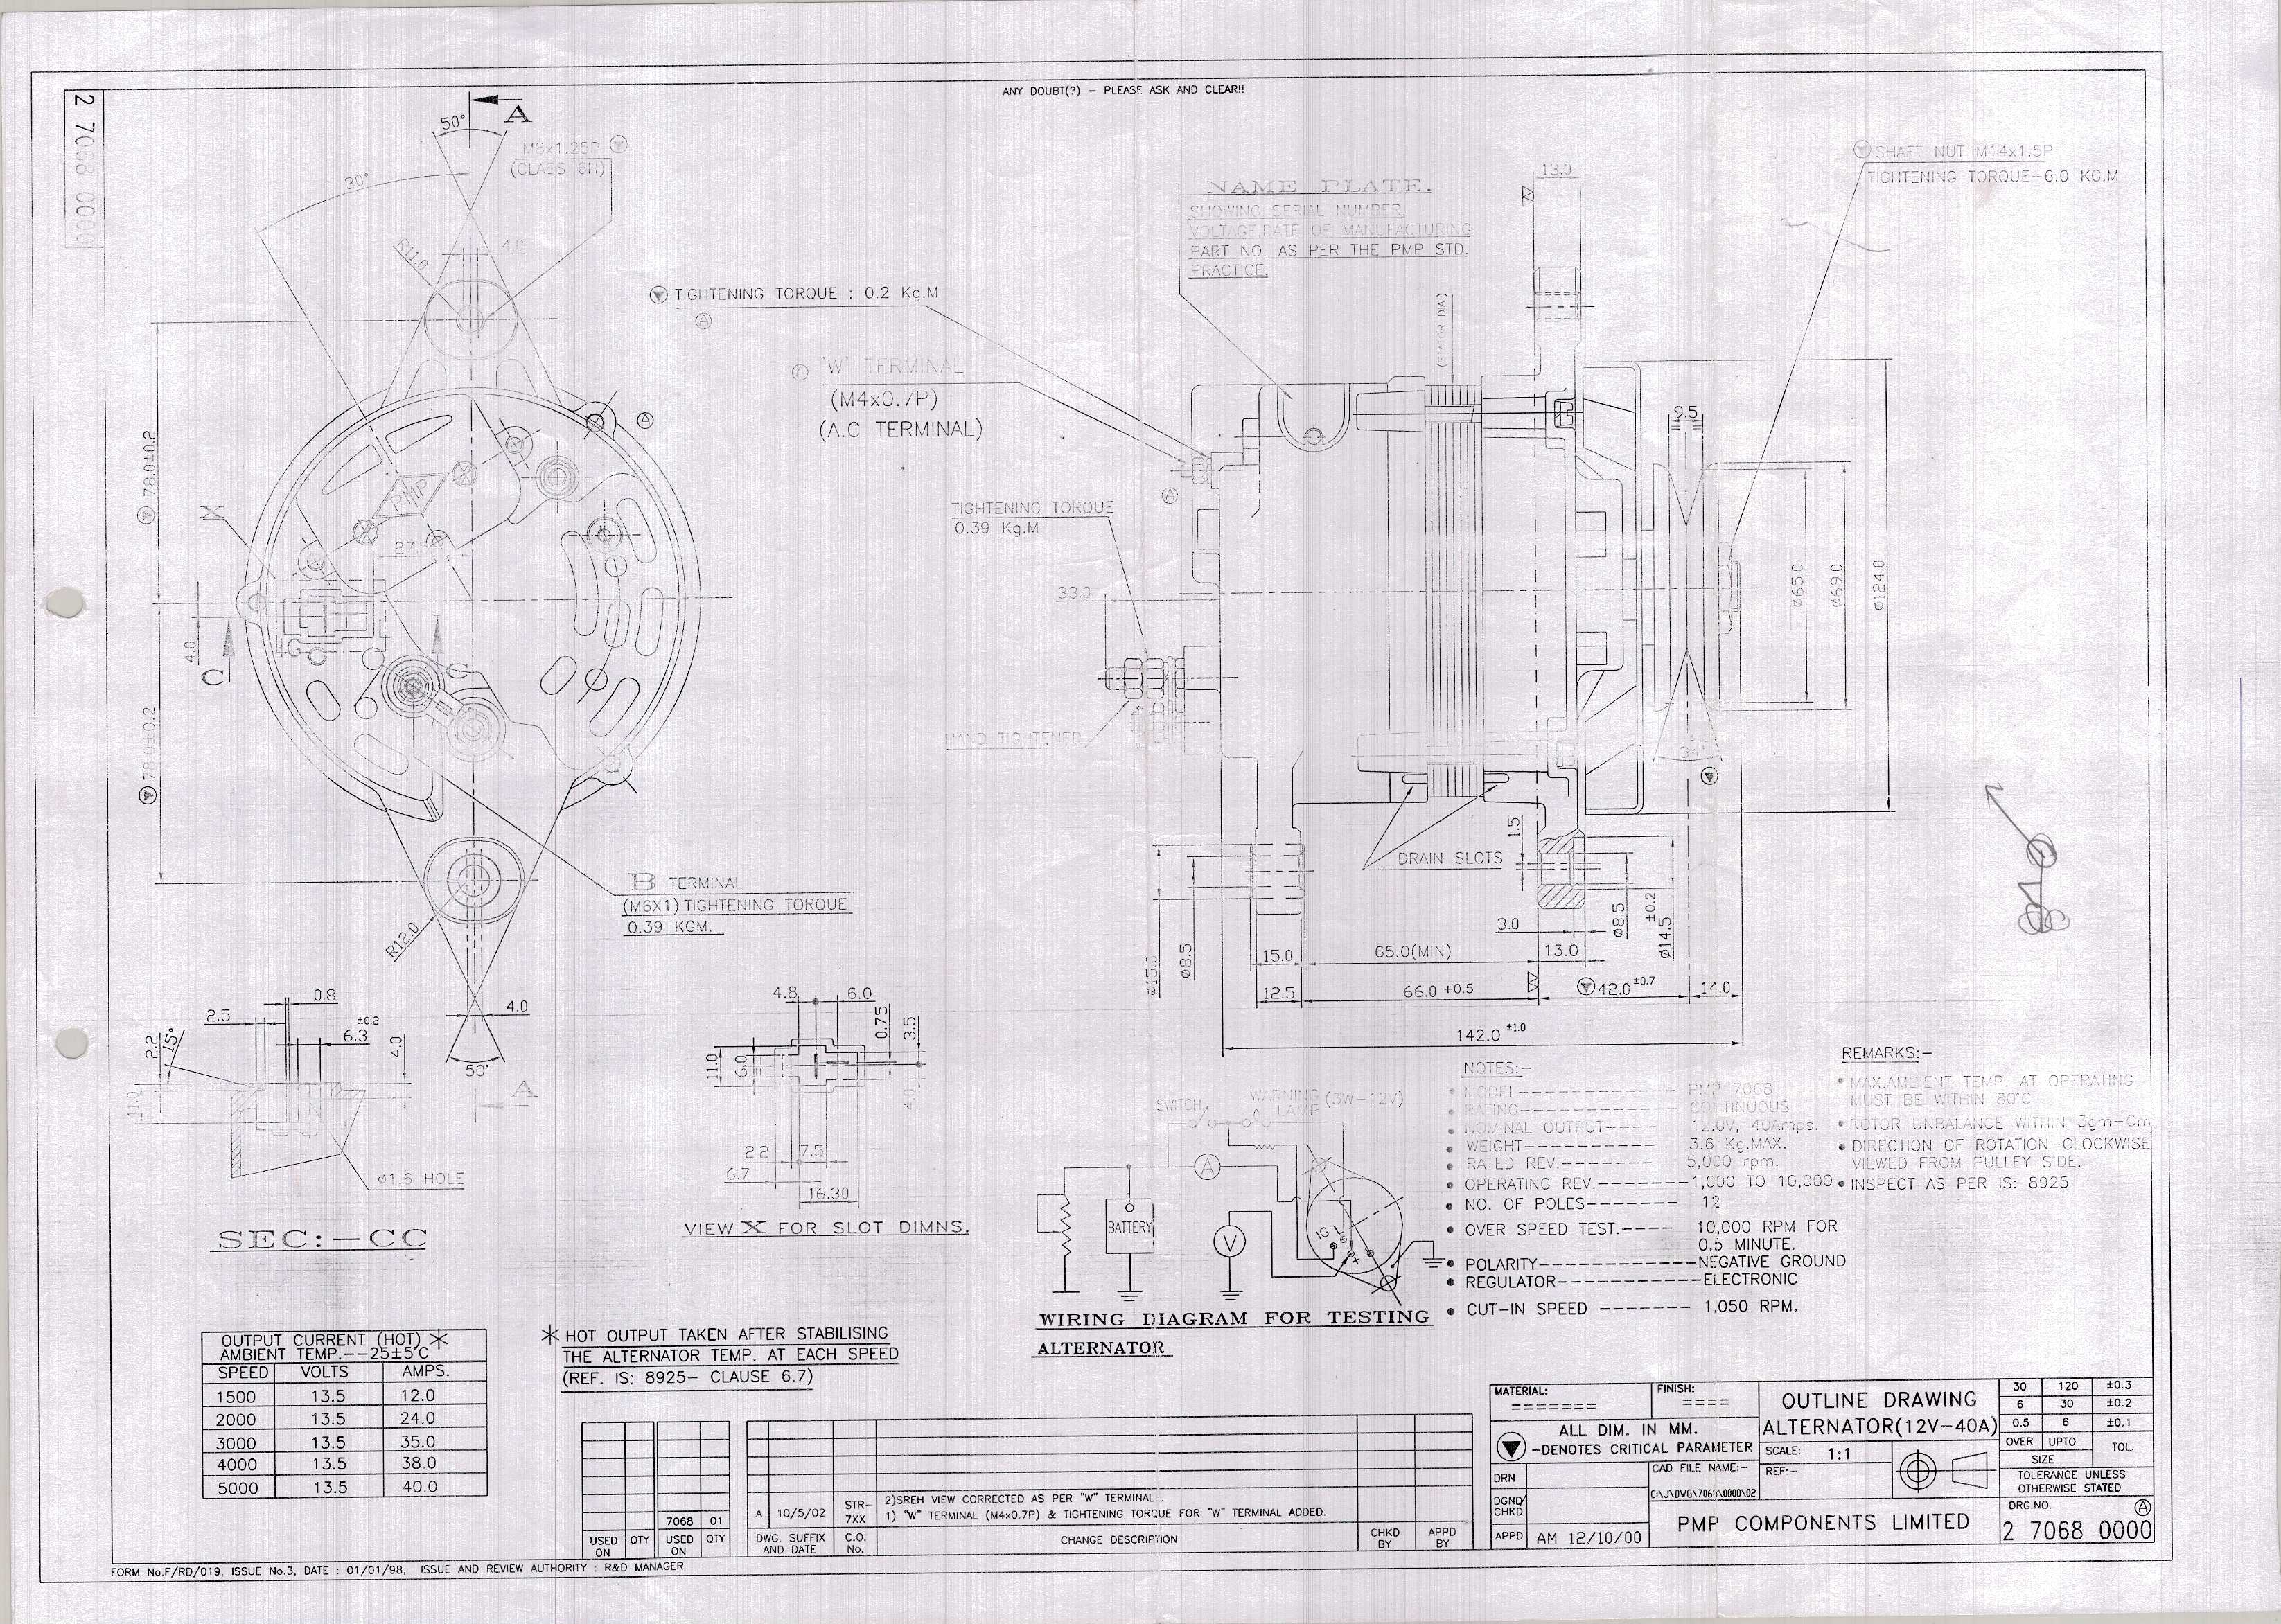 ANY DOUBT(?) - PLEASE ASK AND CLEAR!!
2 7068 0000
A
50°
30°
(CLASS 6H)
R11.0
4.0
78.0±0.2
X
PMP
IG
4.0
C
C
78.0±0.2
R12.0
4.0
50°
A
TIGHTENING TORQUE : 0.2 Kg.M
A
A
'W' TERMINAL
(M4x0.7P)
(A.C TERMINAL)
A
NAME PLATE.
SHOWING SERIAL NUMBER,
VOLTAGE,DATE OF MANUFACTURING
PART NO. AS PER THE PMP STD.
PRACTICE.
(STATOR DIA.)
13.0
SHAFT NUT M14x1.5P
TIGHTENING TORQUE-6.0 KG.M
9.5
ø65.0
ø69.0
ø124.0
A
TIGHTENING TORQUE
0.39 Kg.M
33.0
HAND TIGHTENED
B TERMINAL
(M6X1) TIGHTENING TORQUE
0.39 KGM.
DRAIN SLOTS
1.5
3.0
ø8.5
ø14.5 ±0.2
ø8.5
15.0
65.0(MIN)
13.0
12.5
66.0 +0.5
42.0 ±0.7
14.0
142.0 ±1.0
2.5
0.8
±0.2
6.3
4.0
2.2
15°
11.0
ø1.6 HOLE
SEC:-CC
4.8
6.0
0.75
3.5
11.0
6.0
4.0
2.2
7.5
6.7
16.30
VIEW X FOR SLOT DIMNS.
SWITCH
WARNING (3W-12V)
LAMP
A
BATTERY
V
IG L
+
WIRING DIAGRAM FOR TESTING
ALTERNATOR
NOTES:-
MODEL---------------- PMP 7068
RATING---------------- CONTINUOUS
NOMINAL OUTPUT---- 12.0V, 40Amps.
WEIGHT------------- 3.6 Kg.MAX.
RATED REV.--------- 5,000 rpm.
OPERATING REV.-------1,000 TO 10,000
NO. OF POLES------- 12
OVER SPEED TEST.---- 10,000 RPM FOR
0.5 MINUTE.
POLARITY------------NEGATIVE GROUND
REGULATOR-----------ELECTRONIC
CUT-IN SPEED ------- 1,050 RPM.
REMARKS:-
MAX.AMBIENT TEMP. AT OPERATING
MUST BE WITHIN 80°C
ROTOR UNBALANCE WITHIN 3gm-Cm
DIRECTION OF ROTATION-CLOCKWISE
VIEWED FROM PULLEY SIDE.
INSPECT AS PER IS: 8925
OUTPUT CURRENT (HOT) *
AMBIENT TEMP.--25±5°C
SPEED VOLTS AMPS.
1500 13.5 12.0
2000 13.5 24.0
3000 13.5 35.0
4000 13.5 38.0
5000 13.5 40.0
* HOT OUTPUT TAKEN AFTER STABILISING
THE ALTERNATOR TEMP. AT EACH SPEED
(REF. IS: 8925- CLAUSE 6.7)
7068 01
USED ON QTY USED ON QTY
2)SREH VIEW CORRECTED AS PER "W" TERMINAL .
A 10/5/02 STR-7XX 1) "W" TERMINAL (M4x0.7P) & TIGHTENING TORQUE FOR "W" TERMINAL ADDED.
DWG. SUFFIX AND DATE C.O. No. CHANGE DESCRIPTION CHKD BY APPD BY
MATERIAL: =======
FINISH: ====
ALL DIM. IN MM.
-DENOTES CRITICAL PARAMETER
DRN
DGND/CHKD
APPD AM 12/10/00
CAD FILE NAME:-
OUTLINE DRAWING
ALTERNATOR(12V-40A)
SCALE: 1:1
REF:-
PMP COMPONENTS LIMITED
30 120 ±0.3
6 30 ±0.2
0.5 6 ±0.1
OVER UPTO TOL.
SIZE
TOLERANCE UNLESS
OTHERWISE STATED
DRG.NO. A
2 7068 0000
FORM No.F/RD/019, ISSUE No.3, DATE : 01/01/98, ISSUE AND REVIEW AUTHORITY : R&D MANAGER